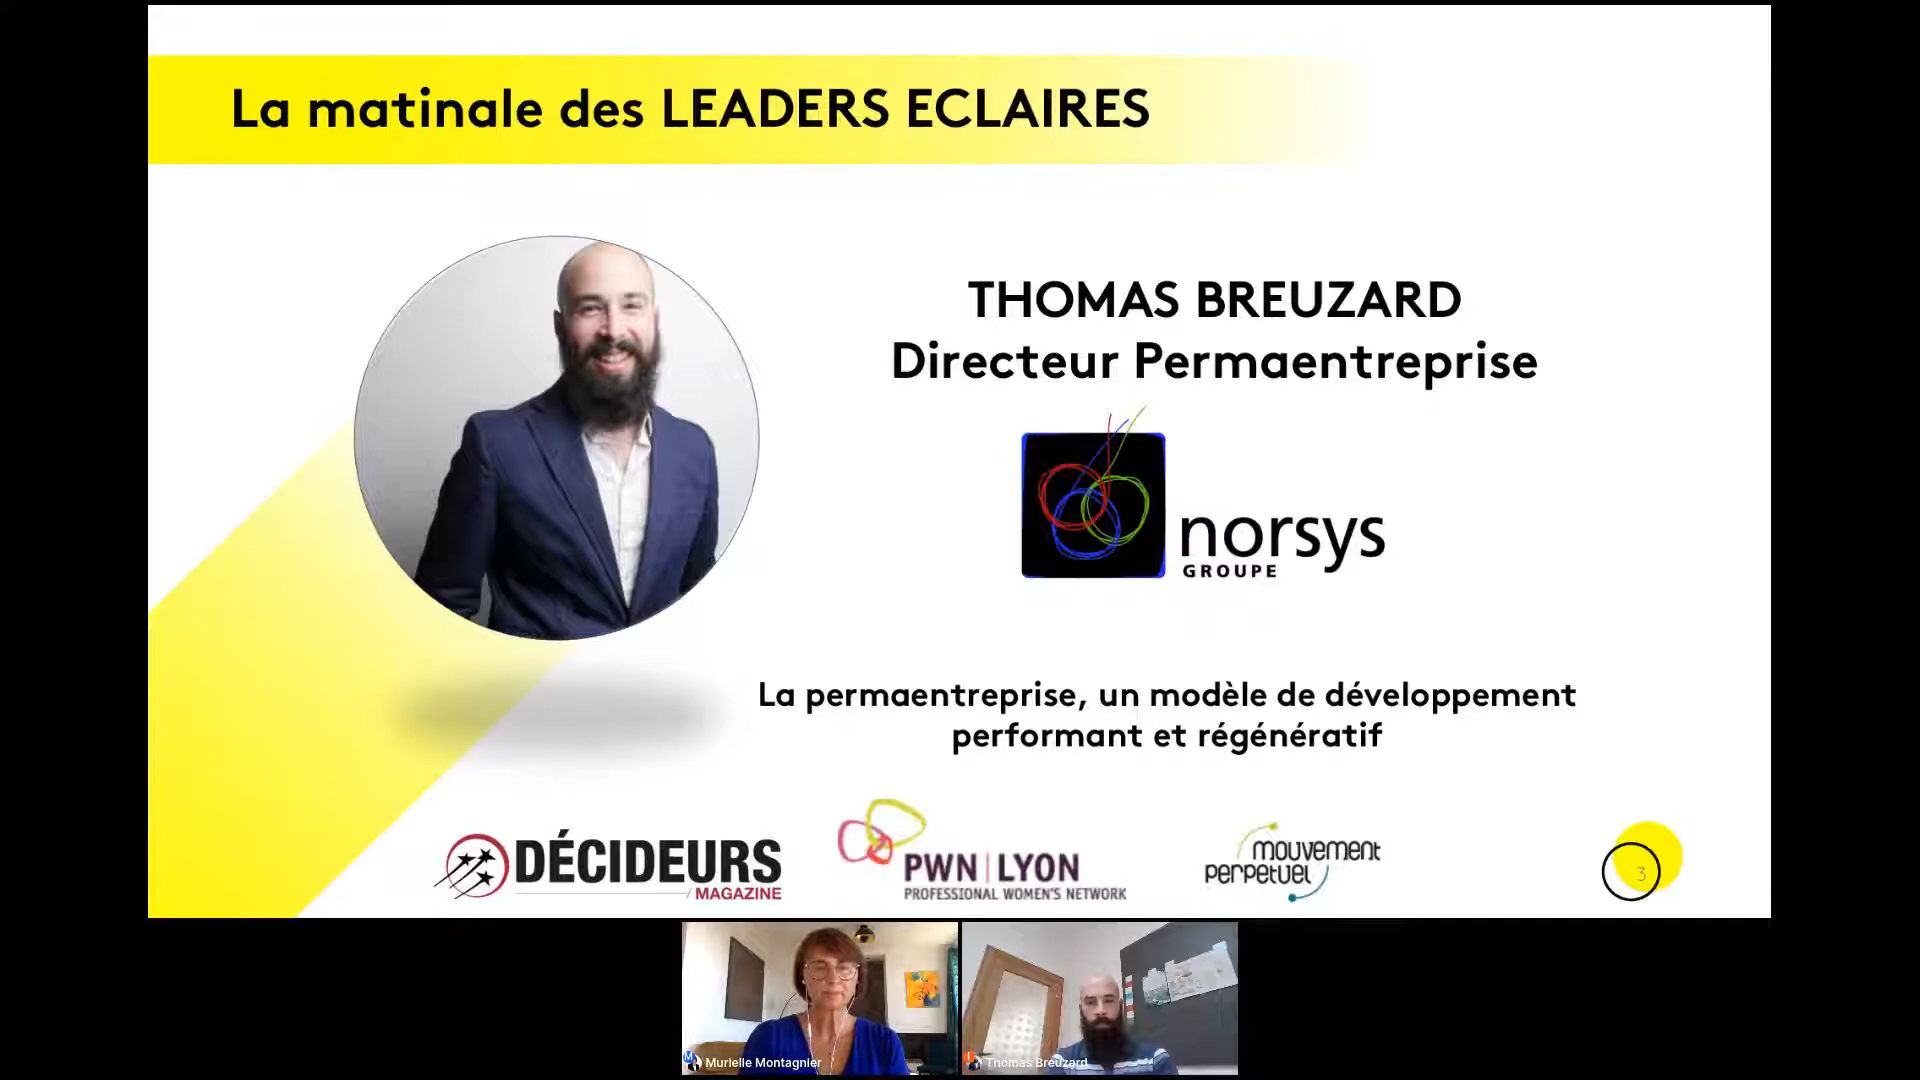 La matinale des LEADERS ECLAIRES
THOMAS BREUZARD
Directeur Permaentreprise
norsys
GROUPE
La permaentreprise, un modèle de développement
performant et régénératif
DÉCIDEURS
MAGAZINE
PWN | LYON
PROFESSIONAL WOMEN'S NETWORK
mouvement
perpetuel
3
Murielle Montagnier
Thomas Breuzard